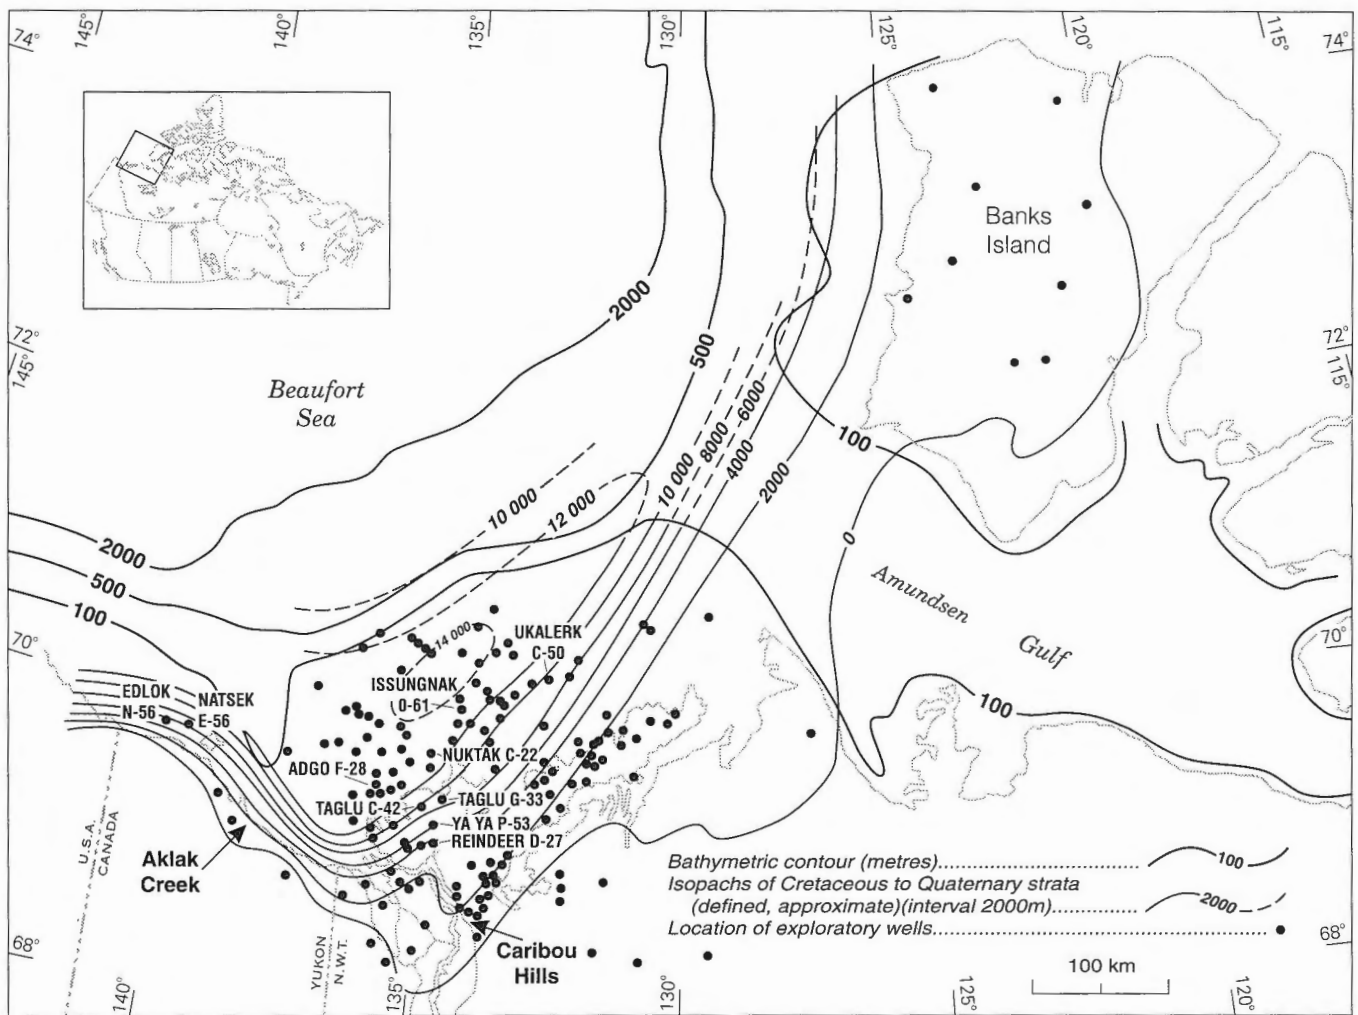 145°
140°
135°
130°
125°
120°
115°
74°
74°
Banks
Island
2000
500
72°
145°
72°
115°
Beaufort
Sea
6000
8000
10 000
4000
2000
100
10 000
12 000
0
2000
500
100
Amundsen
Gulf
70°
70°
14 000
UKALERK
C-50
ISSUNGNAK
0-61
EDLOK
N-56
NATSEK
E-56
100
NUKTAK C-22
ADGO F-28
TAGLU C-42
TAGLU G-33
YA YA P-53
REINDEER D-27
U.S.A.
CANADA
Aklak
Creek
Caribou
Hills
YUKON
N.W.T.
Bathymetric contour (metres)............................ 100
Isopachs of Cretaceous to Quaternary strata
(defined, approximate)(interval 2000m)............ 2000
Location of exploratory wells..................................................
100 km
68°
68°
140°
135°
130°
125°
120°